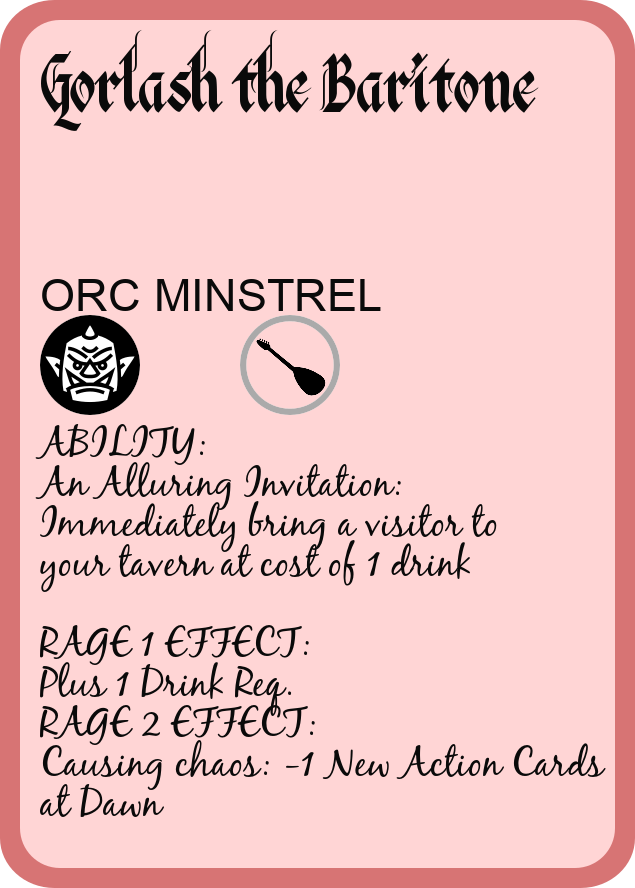 Gorlash the Baritone
ORC MINSTREL
ABILITY:
An Alluring Invitation:
Immediately bring a visitor to
your tavern at cost of 1 drink
RAGE 1 EFFECT:
Plus 1 Drink Req.
RAGE 2 EFFECT:
Causing chaos: -1 New Action Cards
at Dawn